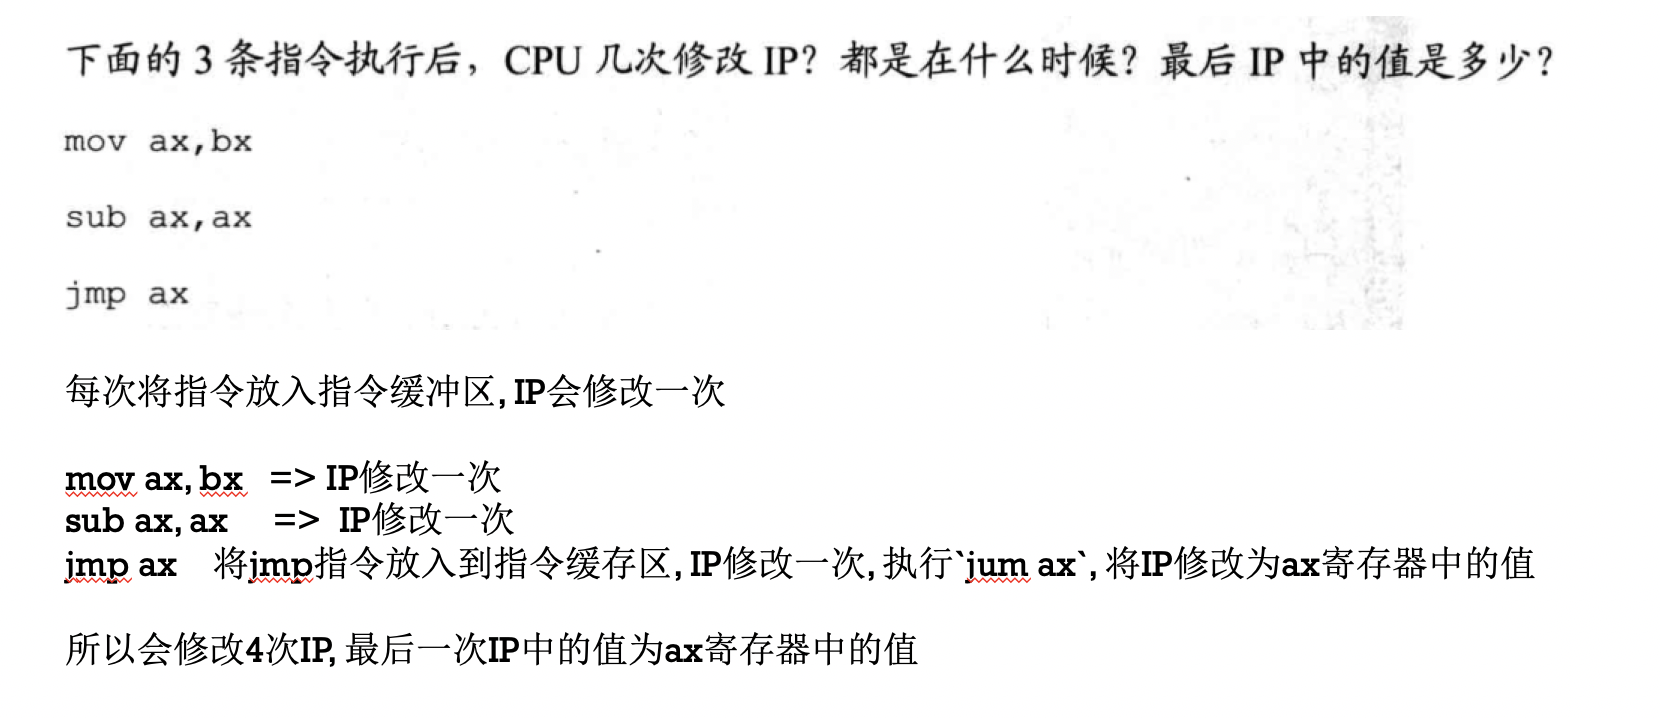 下面的 3 条指令执行后，CPU 几次修改 IP？都是在什么时候？最后 IP 中的值是多少？
mov ax,bx
sub ax,ax
jmp ax
每次将指令放入指令缓冲区, IP会修改一次
mov ax, bx => IP修改一次
sub ax, ax => IP修改一次
jmp ax 将jmp指令放入到指令缓存区, IP修改一次, 执行`jum ax`, 将IP修改为ax寄存器中的值
所以会修改4次IP, 最后一次IP中的值为ax寄存器中的值